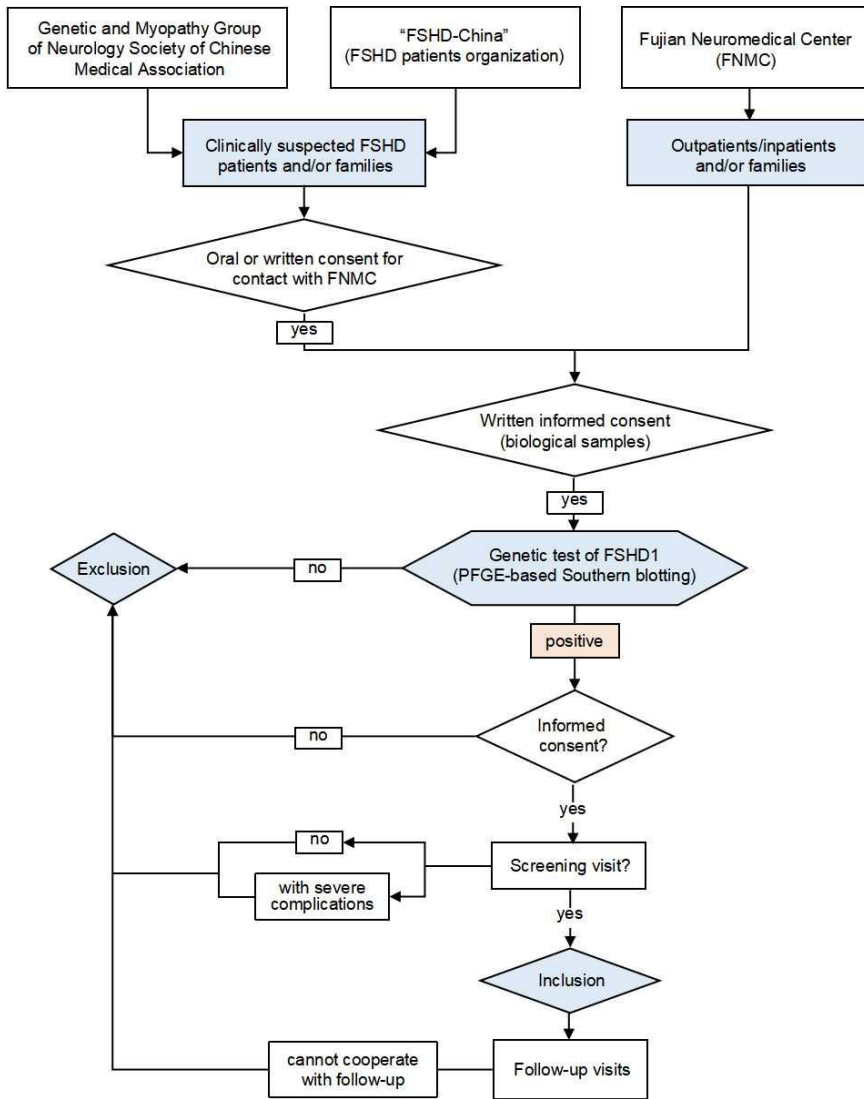 Genetic and Myopathy Group
of Neurology Society of Chinese
Medical Association
“FSHD-China”
(FSHD patients organization)
Fujian Neuromedical Center
(FNMC)
Clinically suspected FSHD
patients and/or families
Outpatients/inpatients
and/or families
Oral or written consent for
contact with FNMC
yes
Written informed consent
(biological samples)
yes
Exclusion
no
Genetic test of FSHD1
(PFGE-based Southern blotting)
positive
no
Informed
consent?
yes
no
with severe
complications
Screening visit?
yes
Inclusion
cannot cooperate
with follow-up
Follow-up visits